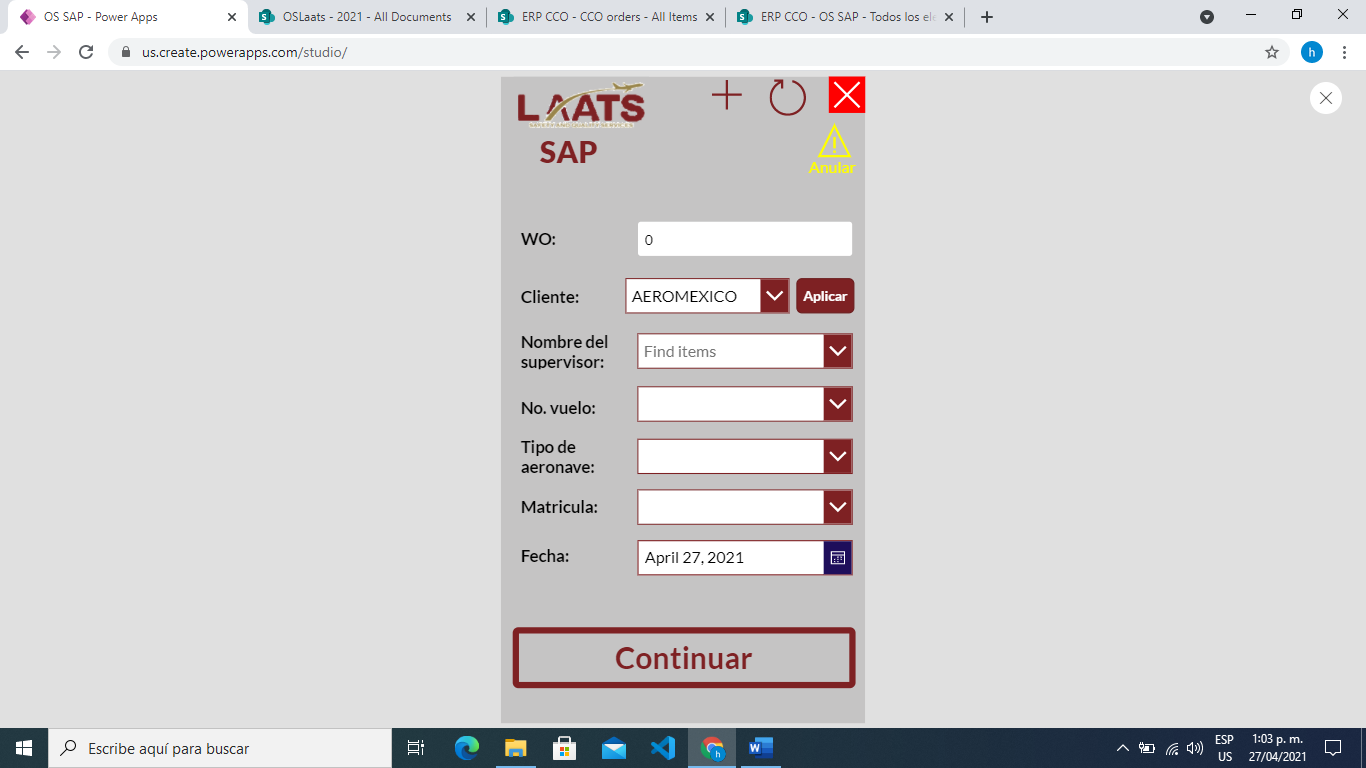 OS SAP - Power Apps
OSLaats - 2021 - All Documents
ERP CCO - CCO orders - All Items
ERP CCO - OS SAP - Todos los ele
us.create.powerapps.com/studio/
h
LAATS
SAP
Anular
WO:
0
Cliente:
AEROMEXICO
Aplicar
Nombre del
supervisor:
Find items
No. vuelo:
Tipo de
aeronave:
Matricula:
Fecha:
April 27, 2021
Continuar
Escribe aquí para buscar
ESP
US
1:03 p. m.
27/04/2021